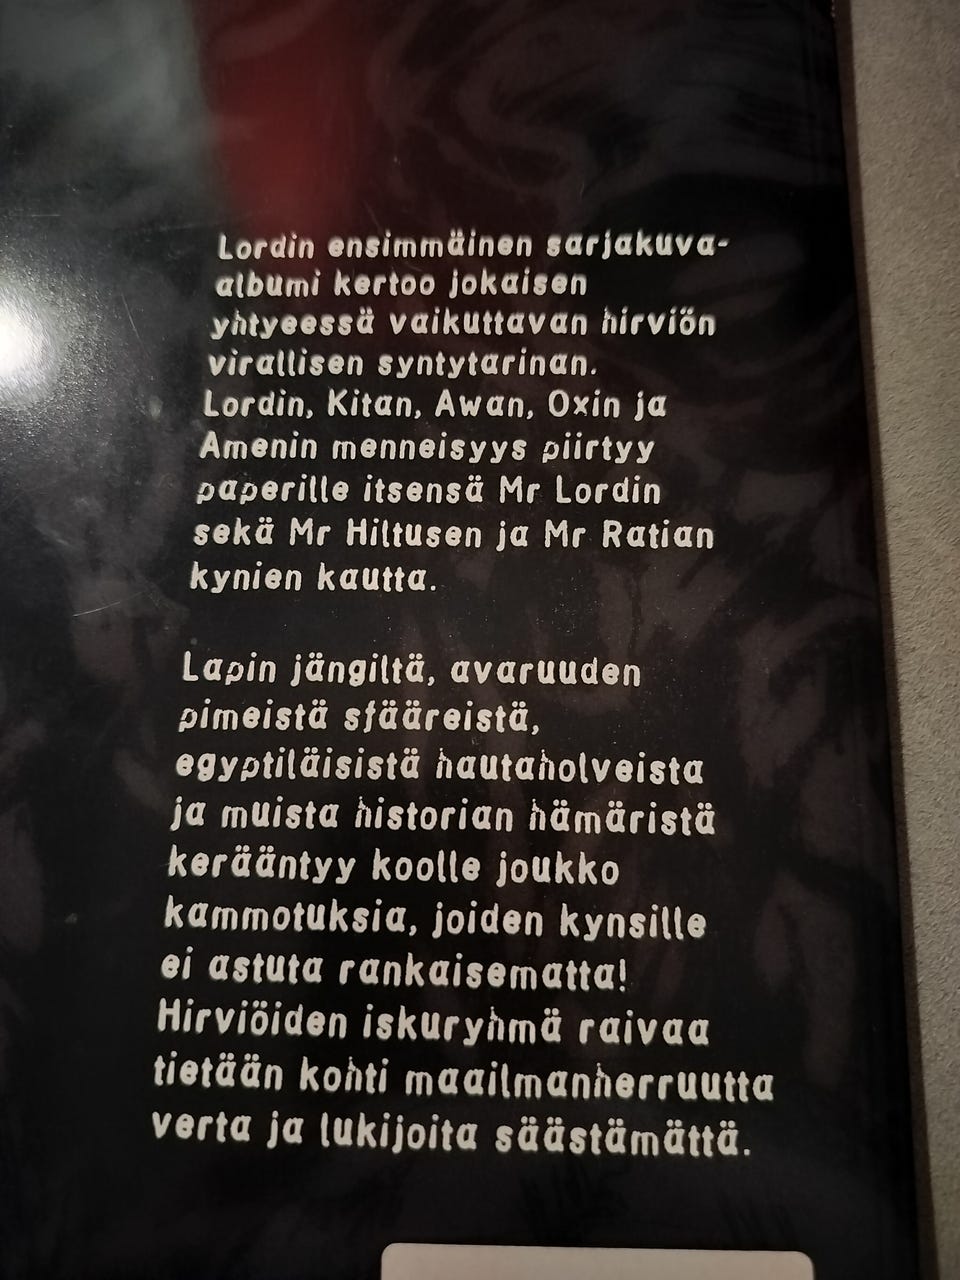 Lordin ensimmäinen sarjakuva-
albumi kertoo jokaisen
yhtyeessä vaikuttavan hirviön
virallisen syntytarinan.
Lordin, Kitan, Awan, Oxin ja
Amenin menneisyys piirtyy
paperille itsensä Mr Lordin
sekä Mr Hiltusen ja Mr Ratian
kynien kautta.
Lapin jängiltä, avaruuden
pimeistä sfääreistä,
egyptiläisistä hautaholveista
ja muista historian hämäristä
kerääntyy koolle joukko
kammotuksia, joiden kynsille
ei astuta rankaisematta!
Hirviöiden iskuryhmä raivaa
tietään kohti maailmanherruutta
verta ja lukijoita säästämättä.